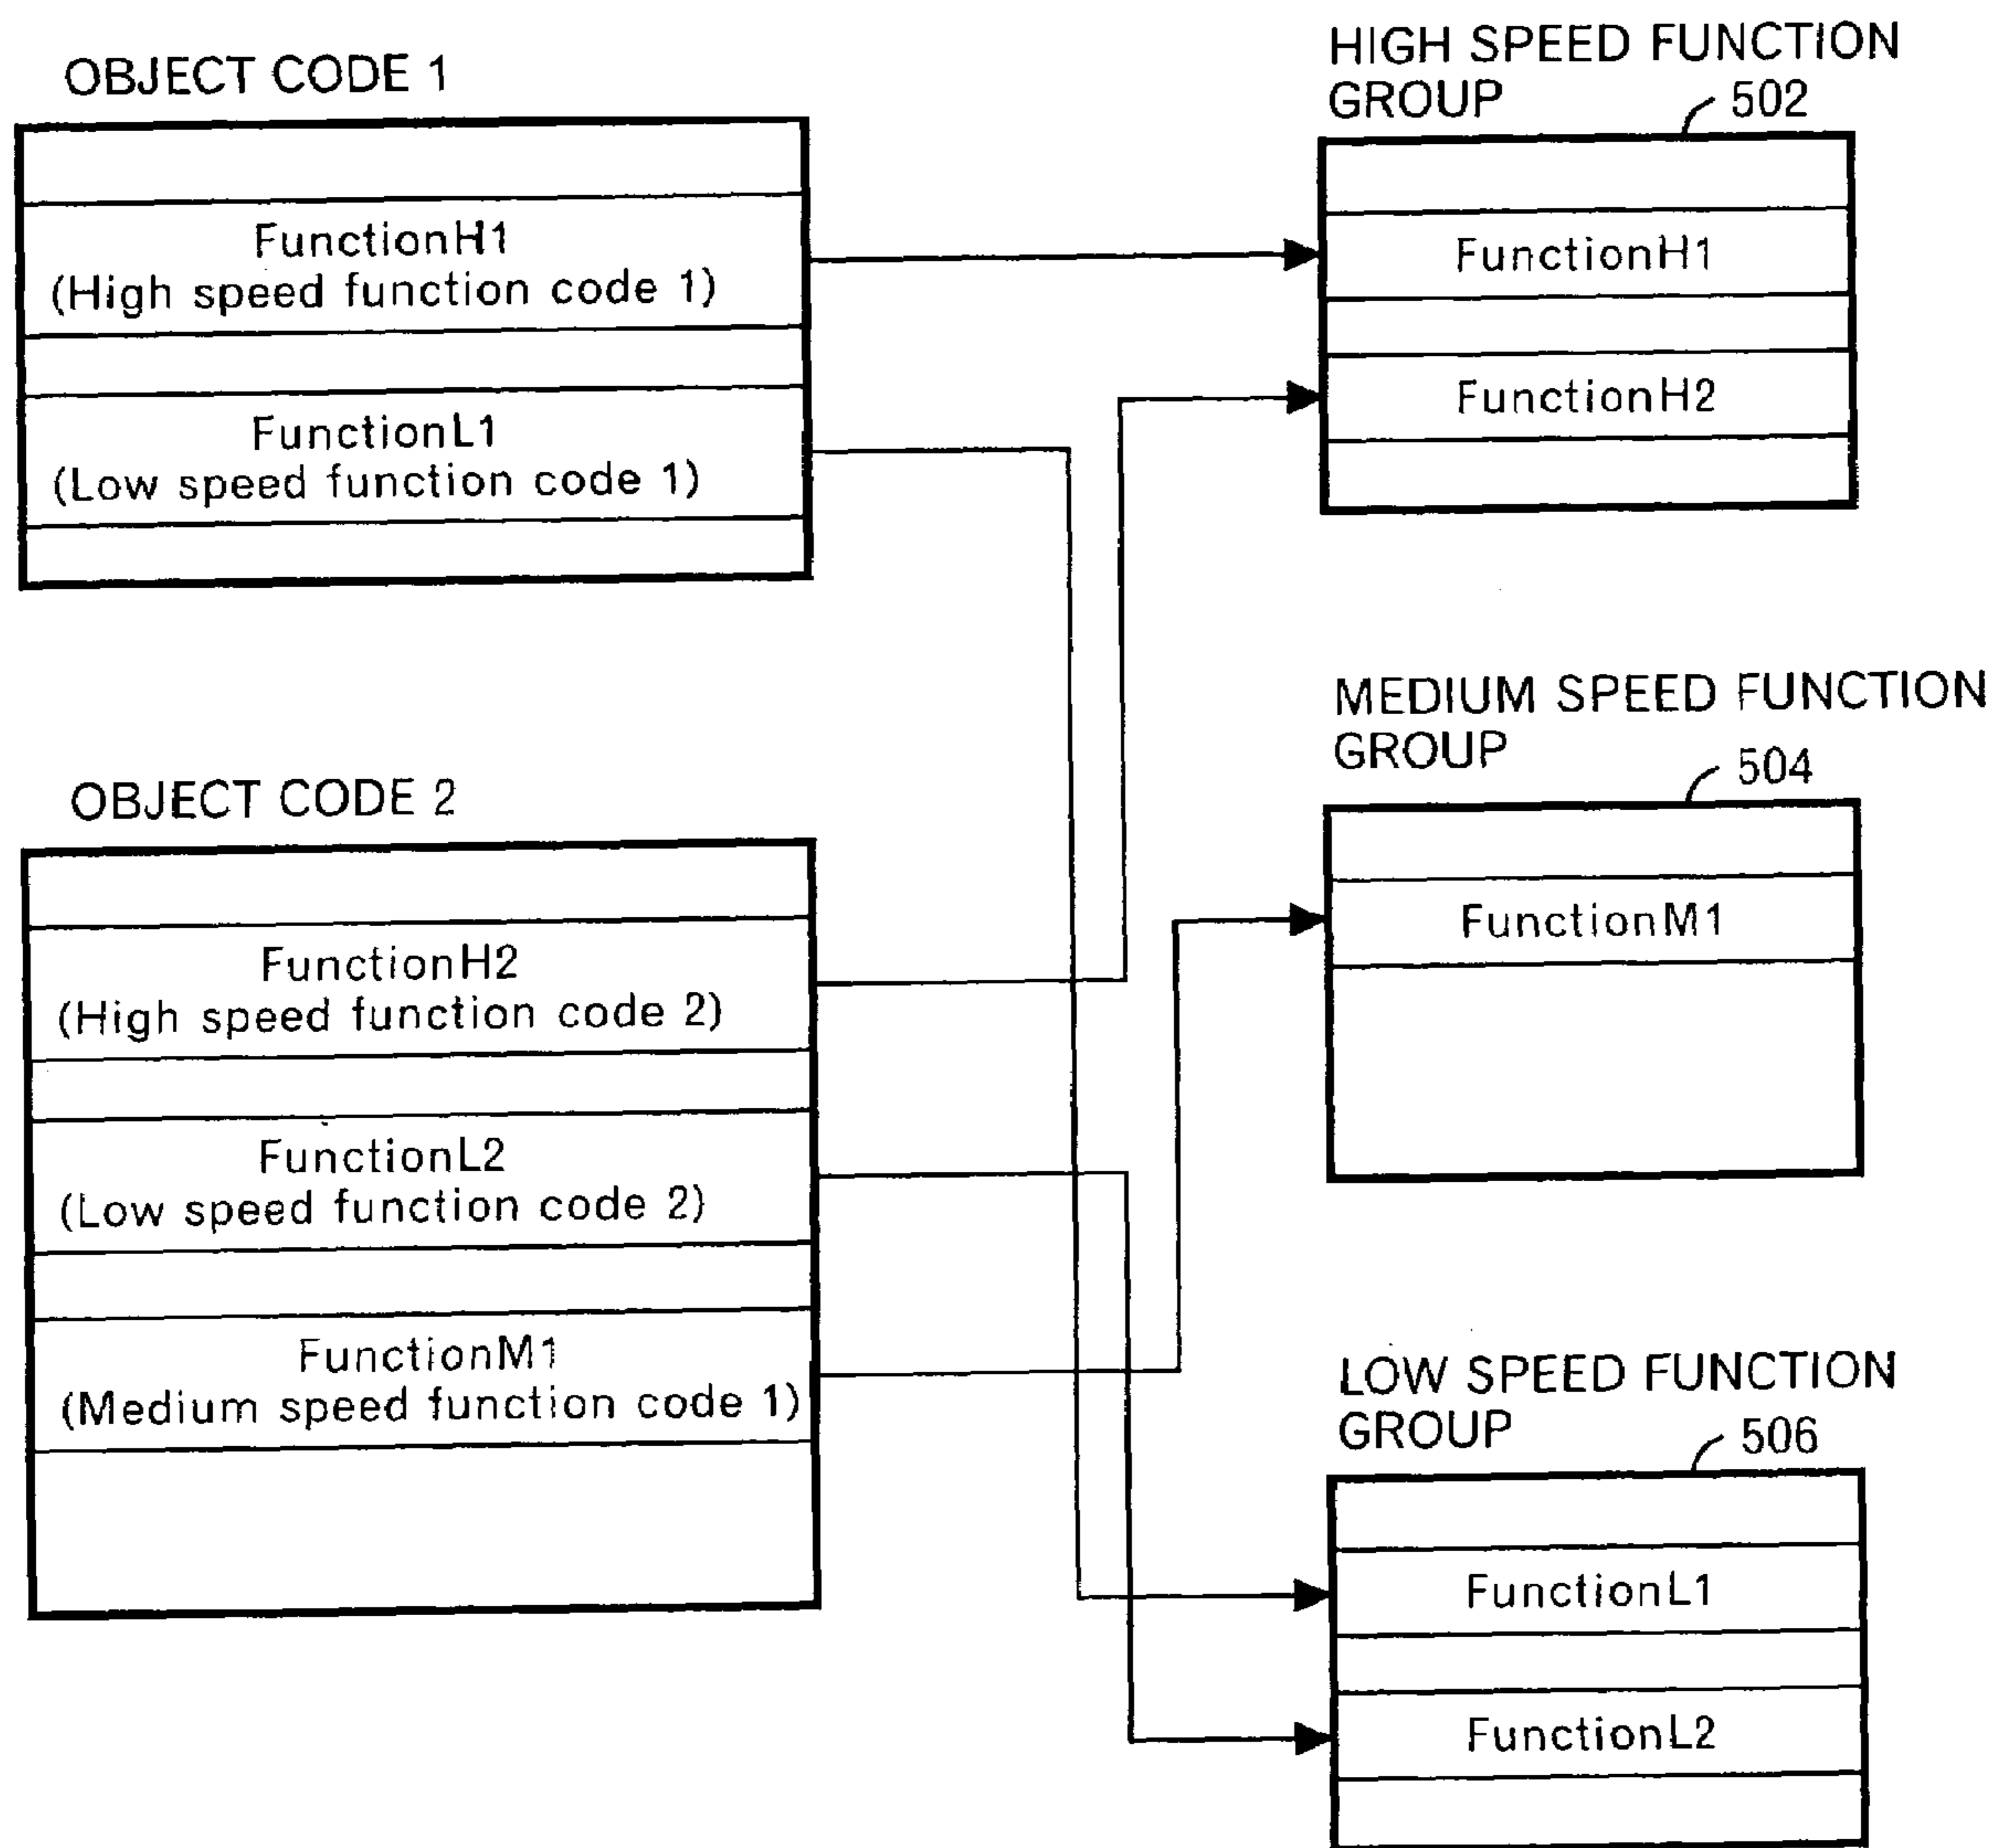 OBJECT CODE 1
FunctionH1
(High speed function code 1)
FunctionL1
(Low speed function code 1)
OBJECT CODE 2
FunctionH2
(High speed function code 2)
FunctionL2
(Low speed function code 2)
FunctionM1
(Medium speed function code 1)
HIGH SPEED FUNCTION
GROUP
502
FunctionH1
FunctionH2
MEDIUM SPEED FUNCTION
GROUP
504
FunctionM1
LOW SPEED FUNCTION
GROUP
506
FunctionL1
FunctionL2